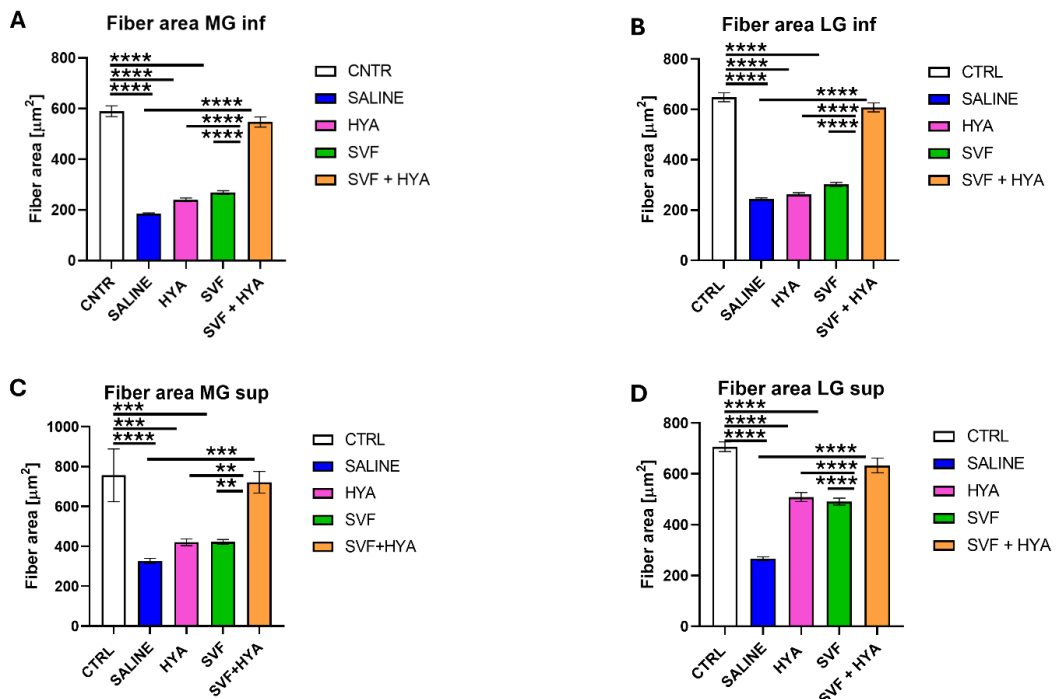 A
Fiber area MG inf
Fiber area [μm2]
800
600
400
200
0
****
****
****
****
****
****
CNTR
SALINE
HYA
SVF
SVF + HYA
CNTR
SALINE
HYA
SVF
SVF + HYA
B
Fiber area LG inf
Fiber area [μm2]
800
600
400
200
0
****
****
****
****
****
****
CTRL
SALINE
HYA
SVF
SVF + HYA
CTRL
SALINE
HYA
SVF
SVF + HYA
C
Fiber area MG sup
Fiber area [μm2]
1000
800
600
400
200
0
***
***
****
***
**
**
CTRL
SALINE
HYA
SVF
SVF+HYA
CTRL
SALINE
HYA
SVF
SVF+HYA
D
Fiber area LG sup
Fiber area [μm2]
800
600
400
200
0
****
****
****
****
****
****
CTRL
SALINE
HYA
SVF
SVF + HYA
CTRL
SALINE
HYA
SVF
SVF + HYA